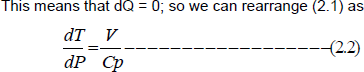 This means that dQ = 0; so we can rearrange (2.1) as
dT/dP = V/Cp --------------------(2.2)